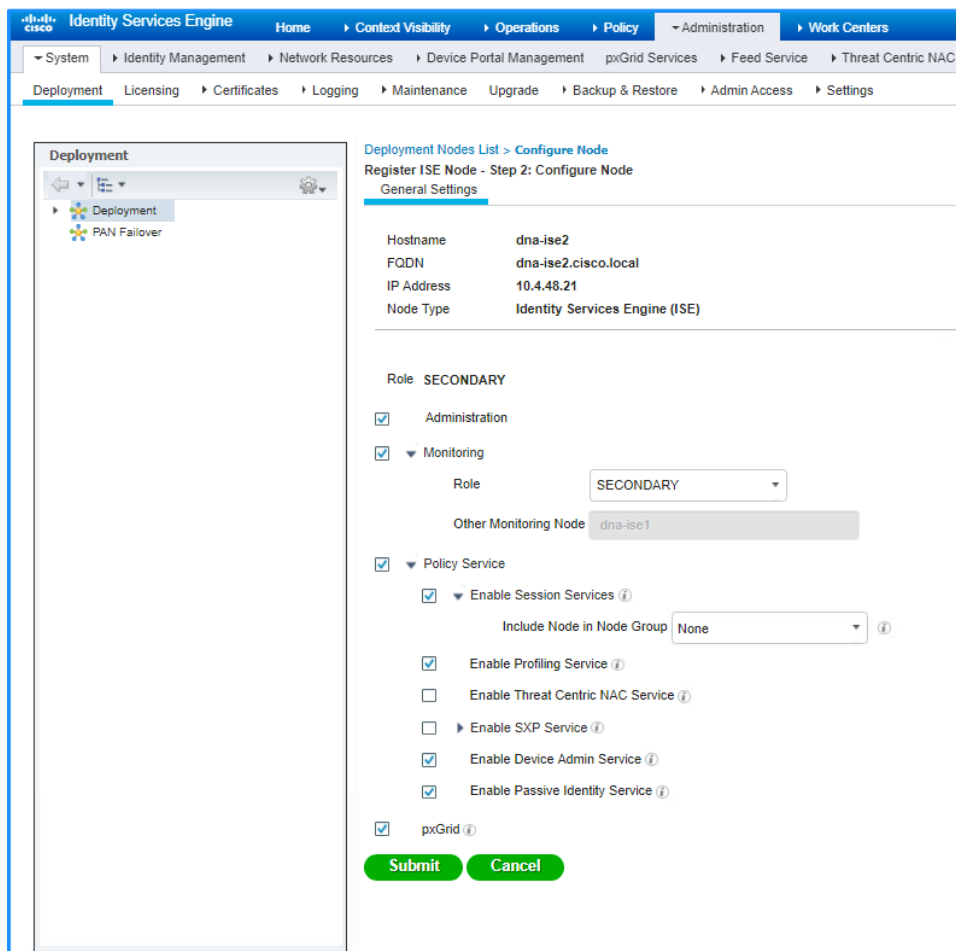 cisco Identity Services Engine Home Context Visibility Operations Policy Administration Work Centers
System Identity Management Network Resources Device Portal Management pxGrid Services Feed Service Threat Centric NAC
Deployment Licensing Certificates Logging Maintenance Upgrade Backup & Restore Admin Access Settings
Deployment
Deployment
PAN Failover
Deployment Nodes List > Configure Node
Register ISE Node - Step 2: Configure Node
General Settings
Hostname dna-ise2
FQDN dna-ise2.cisco.local
IP Address 10.4.48.21
Node Type Identity Services Engine (ISE)
Role SECONDARY
Administration
Monitoring
Role SECONDARY
Other Monitoring Node dna-ise1
Policy Service
Enable Session Services
Include Node in Node Group None
Enable Profiling Service
Enable Threat Centric NAC Service
Enable SXP Service
Enable Device Admin Service
Enable Passive Identity Service
pxGrid
Submit Cancel